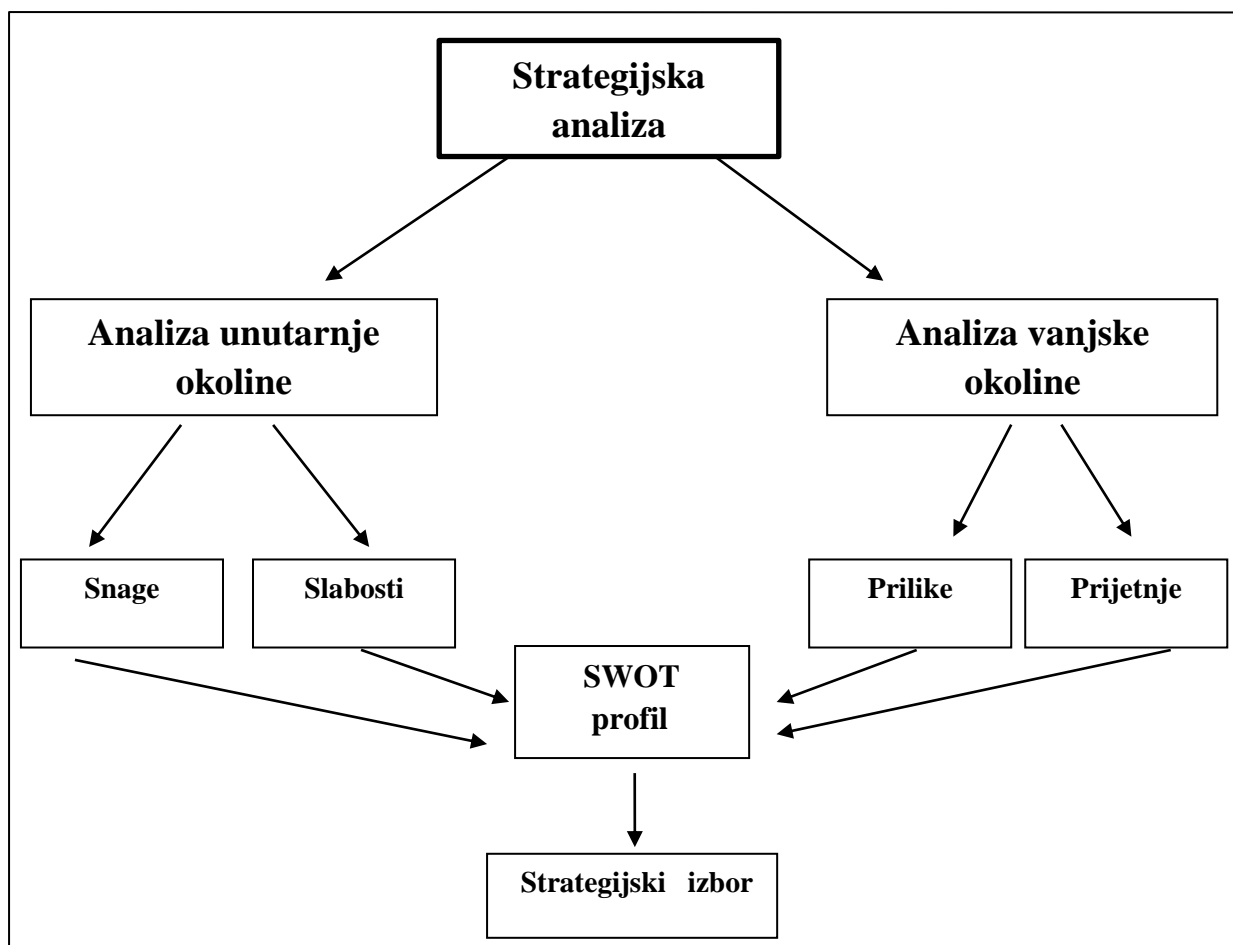 Strategijska
analiza
Analiza unutarnje
okoline
Analiza vanjske
okoline
Snage
Slabosti
Prilike
Prijetnje
SWOT
profil
Strategijski izbor